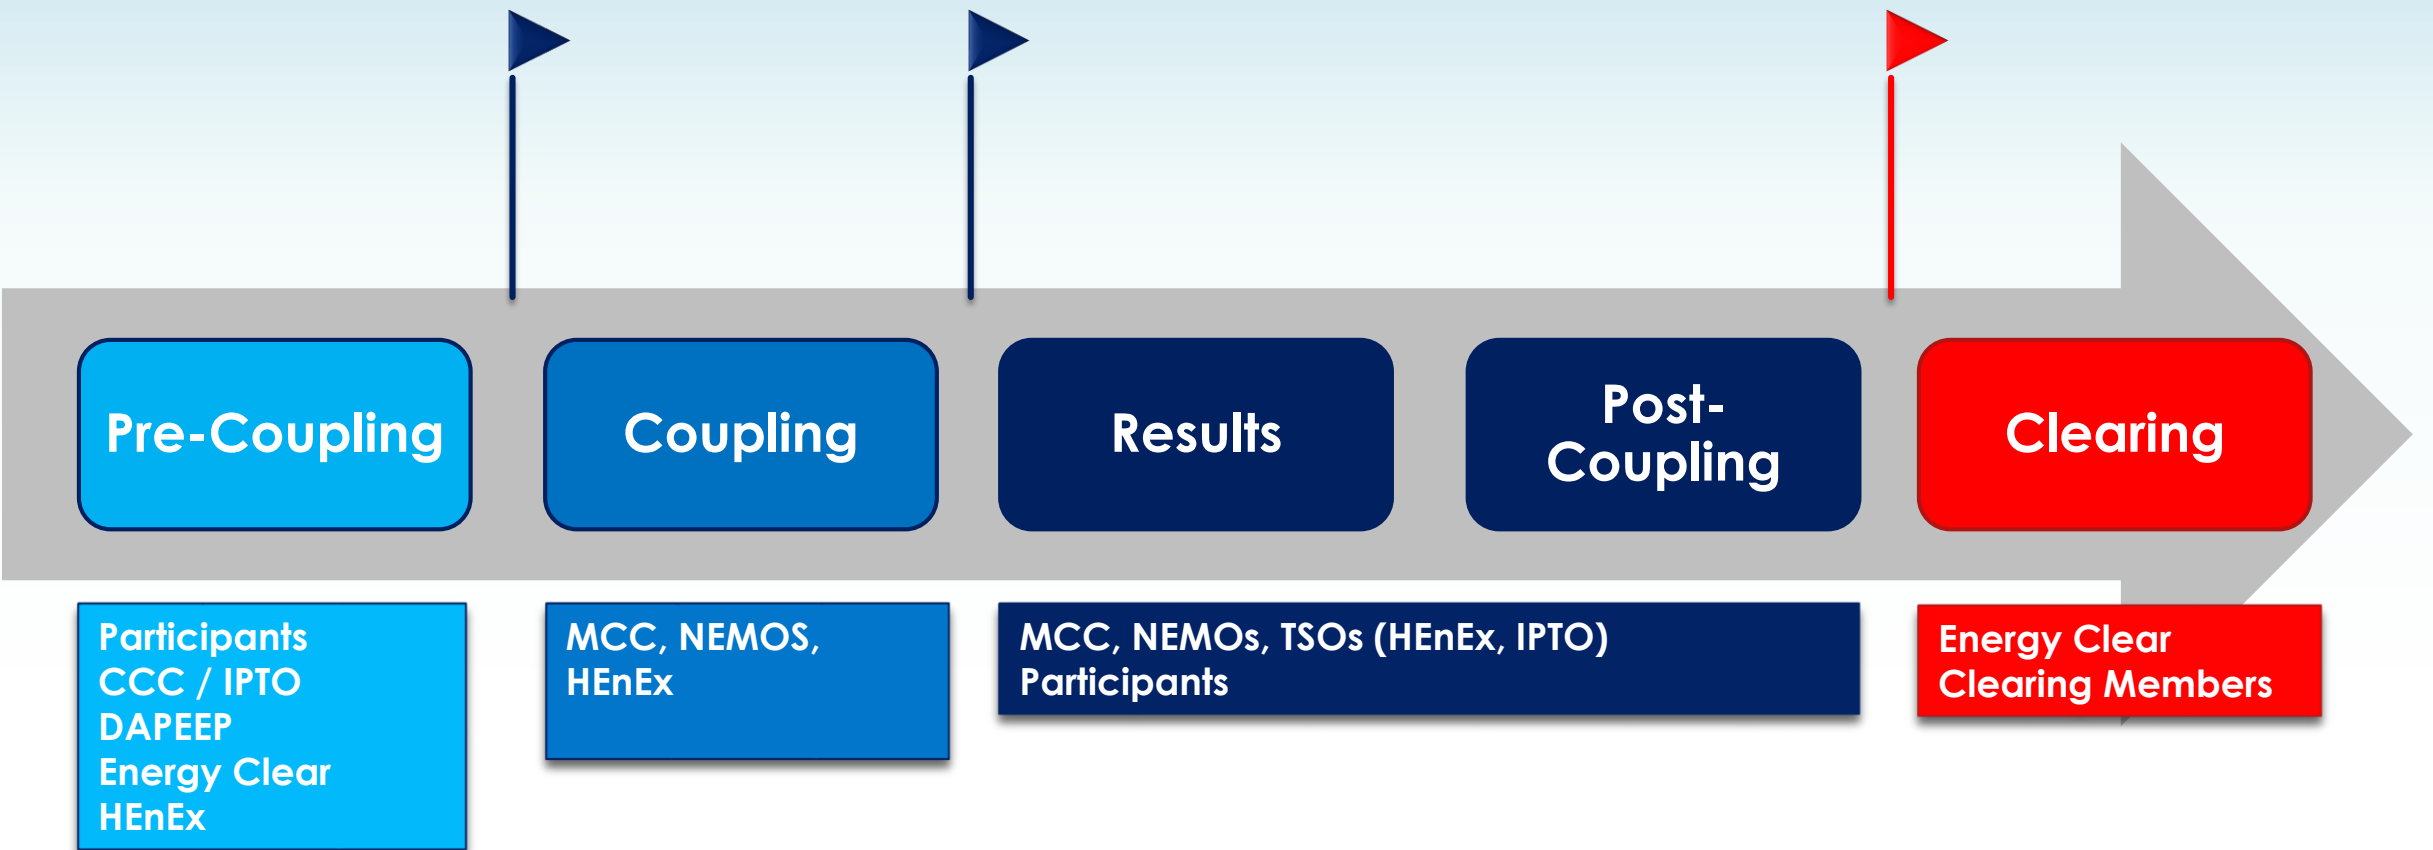 Pre-Coupling
Coupling
Results
Post-
Coupling
Clearing
Participants
CCC / IPTO
DAPEEP
Energy Clear
HEnEx
MCC, NEMOS,
HEnEx
MCC, NEMOs, TSOs (HEnEx, IPTO)
Participants
Energy Clear
Clearing Members